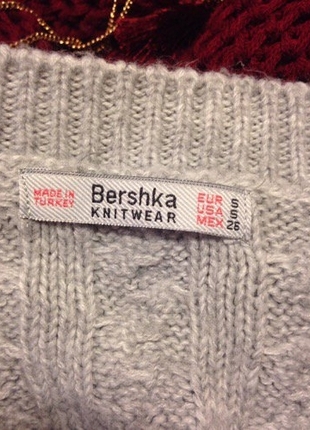 MADE IN
TURKEY
Bershka
KNITWEAR
EUR S
USA S
MEX 26